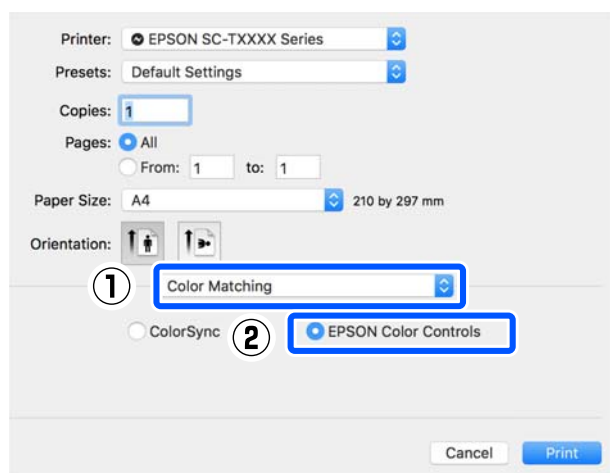 Printer: EPSON SC-TXXXX Series
Presets: Default Settings
Copies: 1
Pages: All
From: 1 to: 1
Paper Size: A4 210 by 297 mm
Orientation:
① Color Matching
ColorSync ② EPSON Color Controls
Cancel Print